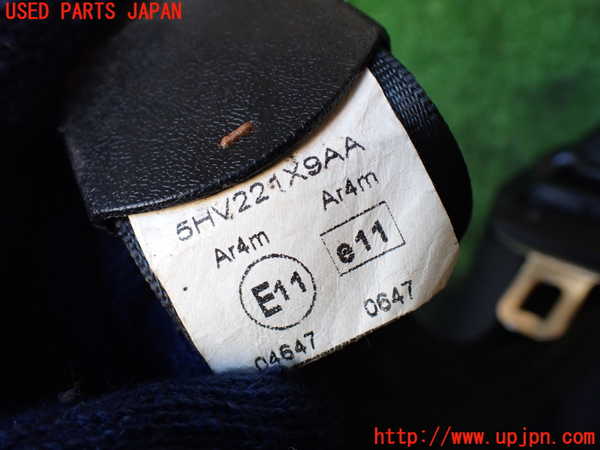 USED PARTS JAPAN
5HV221X9AA
Ar4m
Ar4m
E11
e11
04647
0647
http://www.upjpn.com/